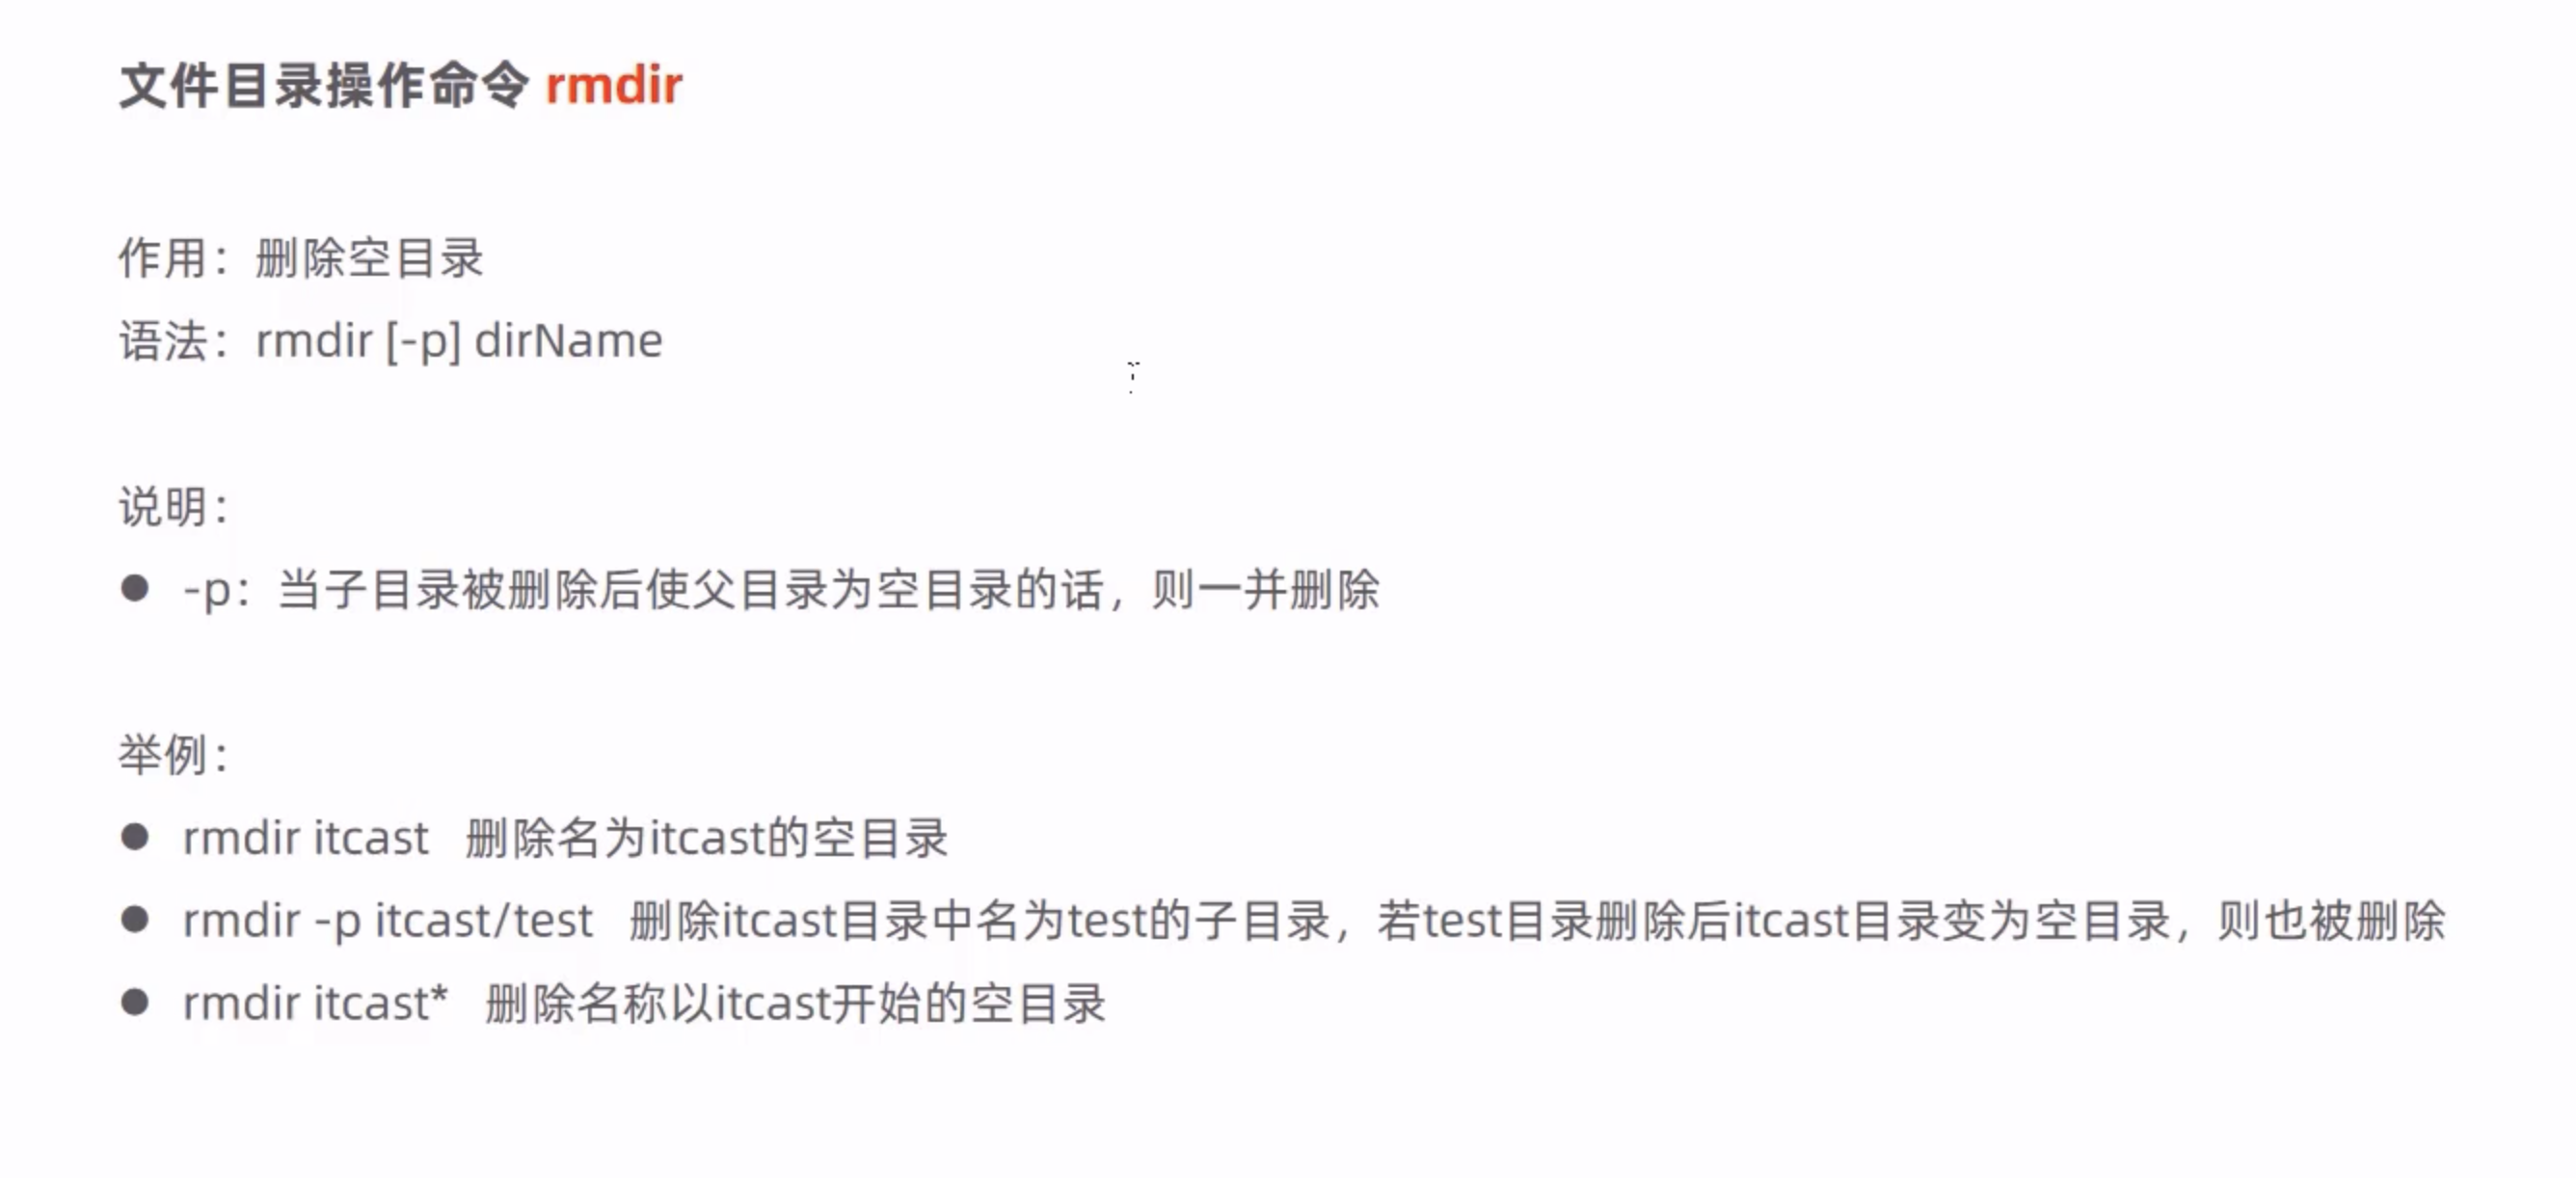 文件目录操作命令 rmdir
作用：删除空目录
语法：rmdir [-p] dirName
说明：
● -p：当子目录被删除后使父目录为空目录的话，则一并删除
举例：
● rmdir itcast 删除名为itcast的空目录
● rmdir -p itcast/test 删除itcast目录中名为test的子目录，若test目录删除后itcast目录变为空目录，则也被删除
● rmdir itcast* 删除名称以itcast开始的空目录